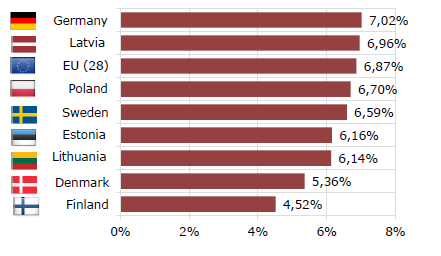 Germany 7,02%
Latvia 6,96%
EU (28) 6,87%
Poland 6,70%
Sweden 6,59%
Estonia 6,16%
Lithuania 6,14%
Denmark 5,36%
Finland 4,52%
0% 2% 4% 6% 8%